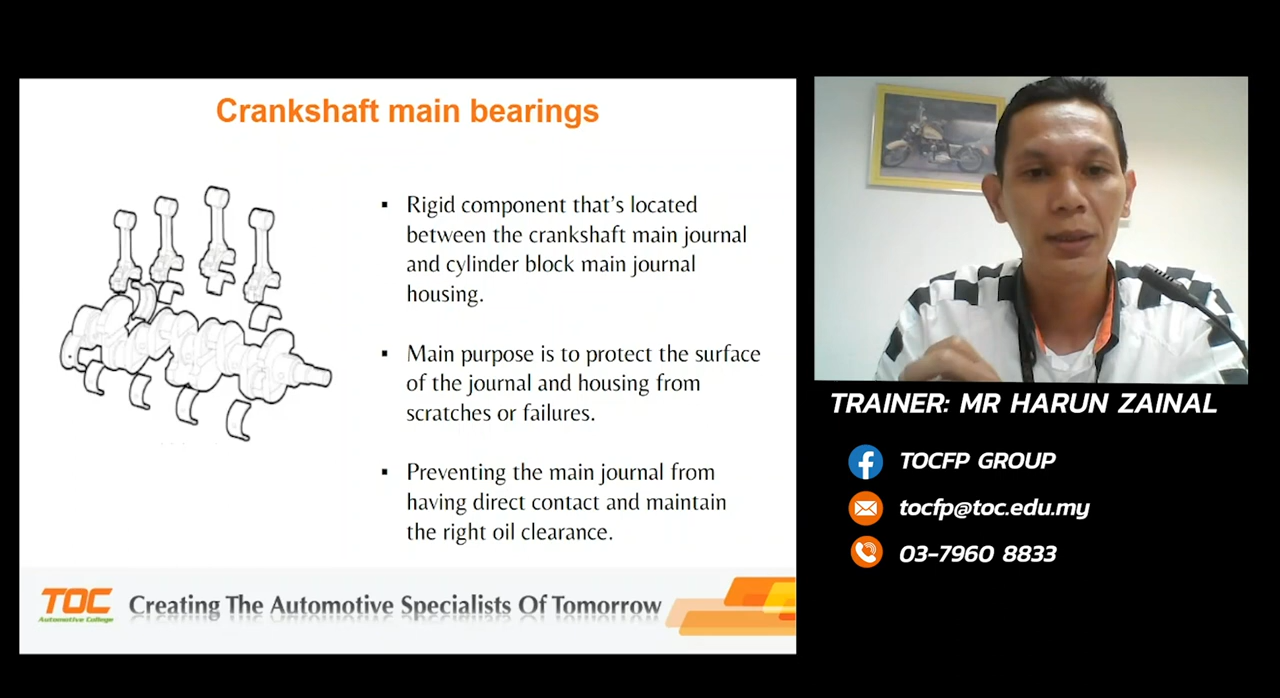 Crankshaft main bearings
▪ Rigid component that's located
between the crankshaft main journal
and cylinder block main journal
housing.
▪ Main purpose is to protect the surface
of the journal and housing from
scratches or failures.
▪ Preventing the main journal from
having direct contact and maintain
the right oil clearance.
TOC
Automotive College
Creating The Automotive Specialists Of Tomorrow
TRAINER: MR HARUN ZAINAL
TOCFP GROUP
tocfp@toc.edu.my
03-7960 8833